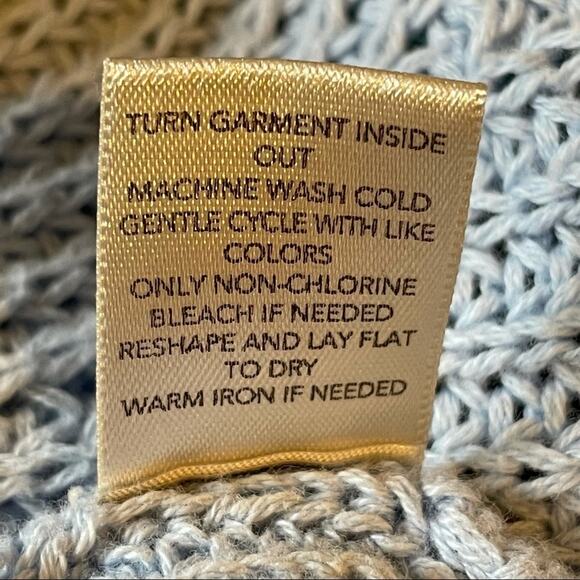 TURN GARMENT INSIDE
OUT
MACHINE WASH COLD
GENTLE CYCLE WITH LIKE
COLORS
ONLY NON-CHLORINE
BLEACH IF NEEDED
RESHAPE AND LAY FLAT
TO DRY
WARM IRON IF NEEDED